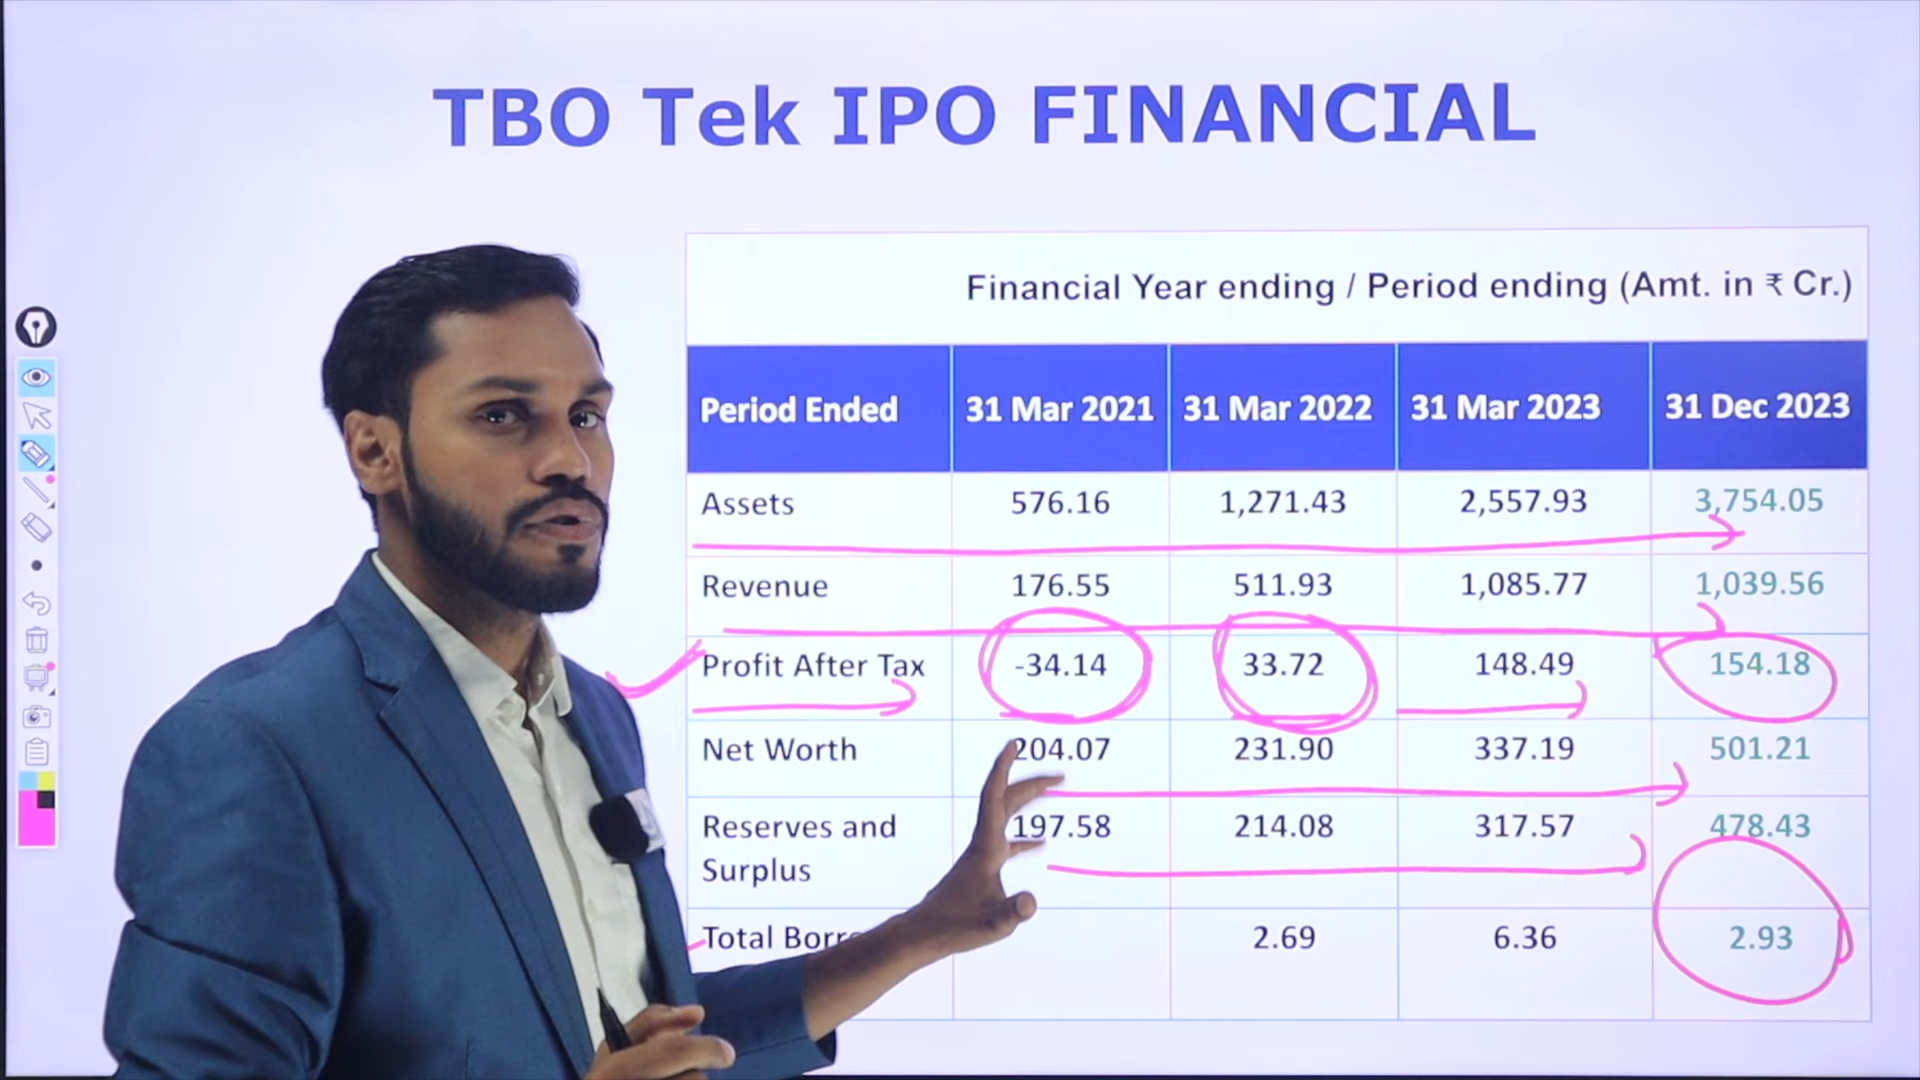 TBO Tek IPO FINANCIAL
Financial Year ending / Period ending (Amt. in ₹ Cr.)
Period Ended 31 Mar 2021 31 Mar 2022 31 Mar 2023 31 Dec 2023
Assets 576.16 1,271.43 2,557.93 3,754.05
Revenue 176.55 511.93 1,085.77 1,039.56
Profit After Tax -34.14 33.72 148.49 154.18
Net Worth 204.07 231.90 337.19 501.21
Reserves and Surplus 197.58 214.08 317.57 478.43
Total 2.69 6.36 2.93